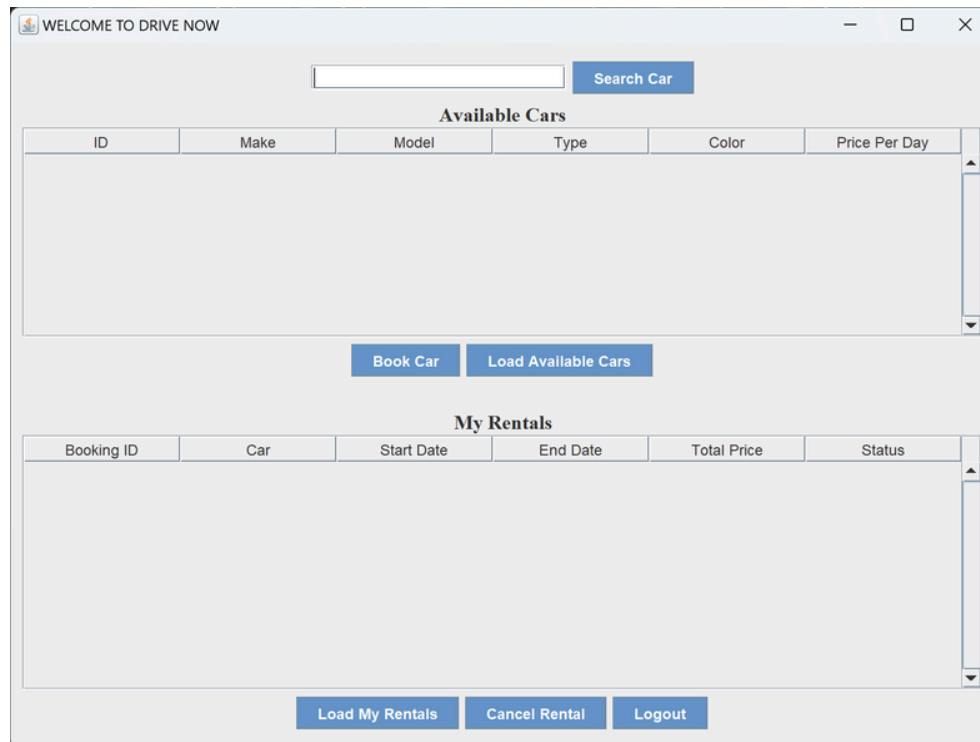 WELCOME TO DRIVE NOW
Search Car
Available Cars
ID Make Model Type Color Price Per Day
Book Car Load Available Cars
My Rentals
Booking ID Car Start Date End Date Total Price Status
Load My Rentals Cancel Rental Logout